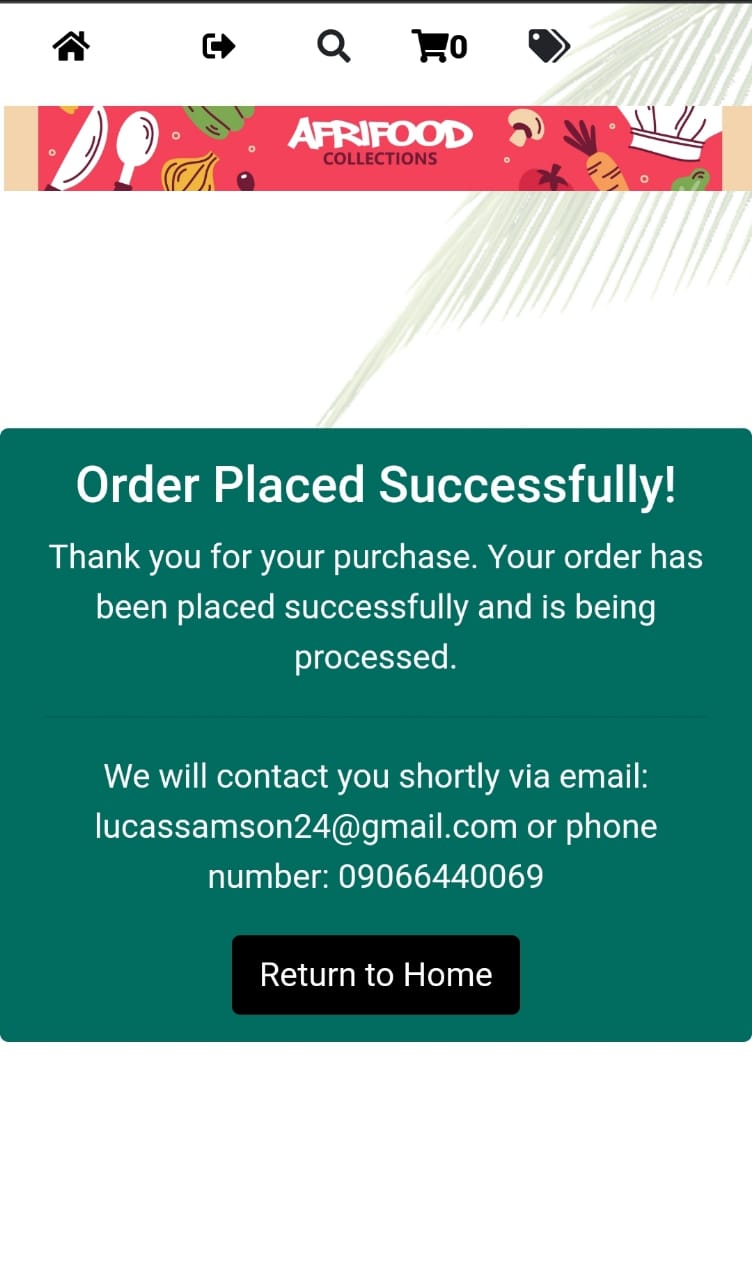 0
AFRIFOOD
COLLECTIONS
Order Placed Successfully!
Thank you for your purchase. Your order has
been placed successfully and is being
processed.
We will contact you shortly via email:
lucassamson24@gmail.com or phone
number: 09066440069
Return to Home